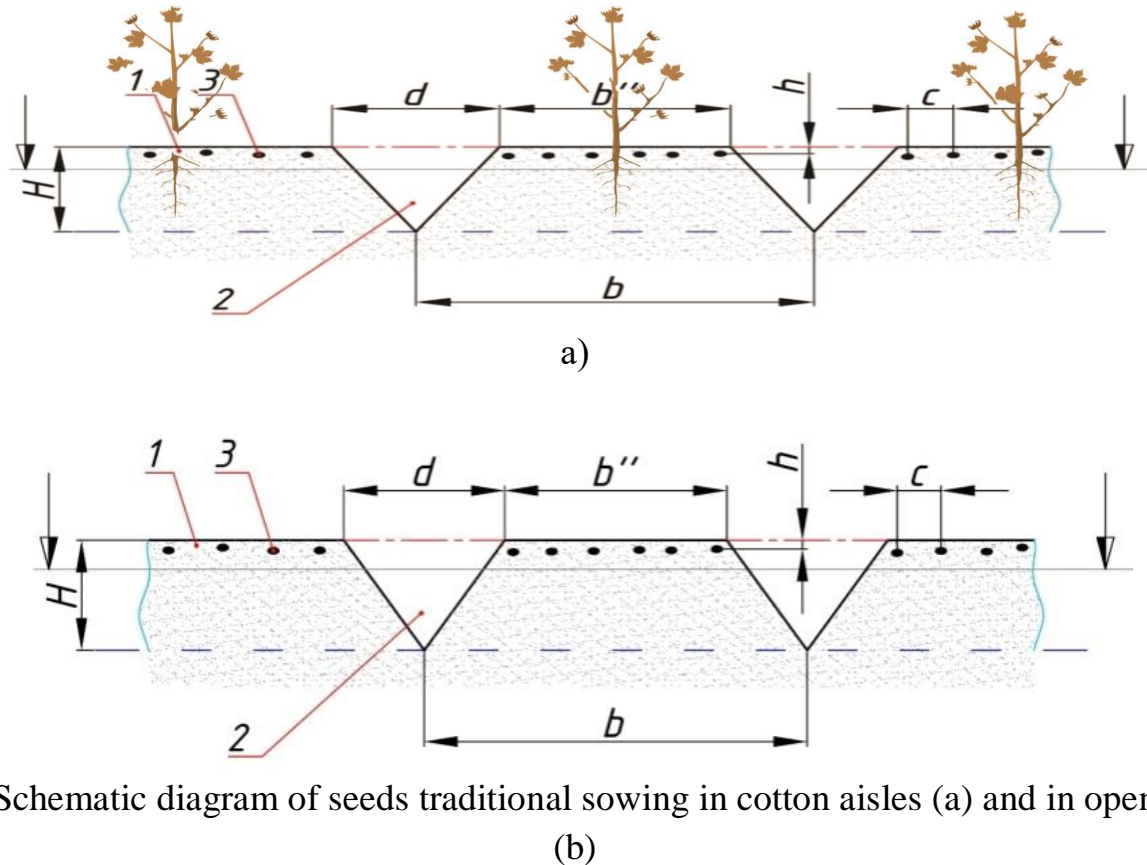 1 3 d b'' h c
H
2 b
a)
1 3 d b'' h c
H
2 b
Schematic diagram of seeds traditional sowing in cotton aisles (a) and in open
(b)